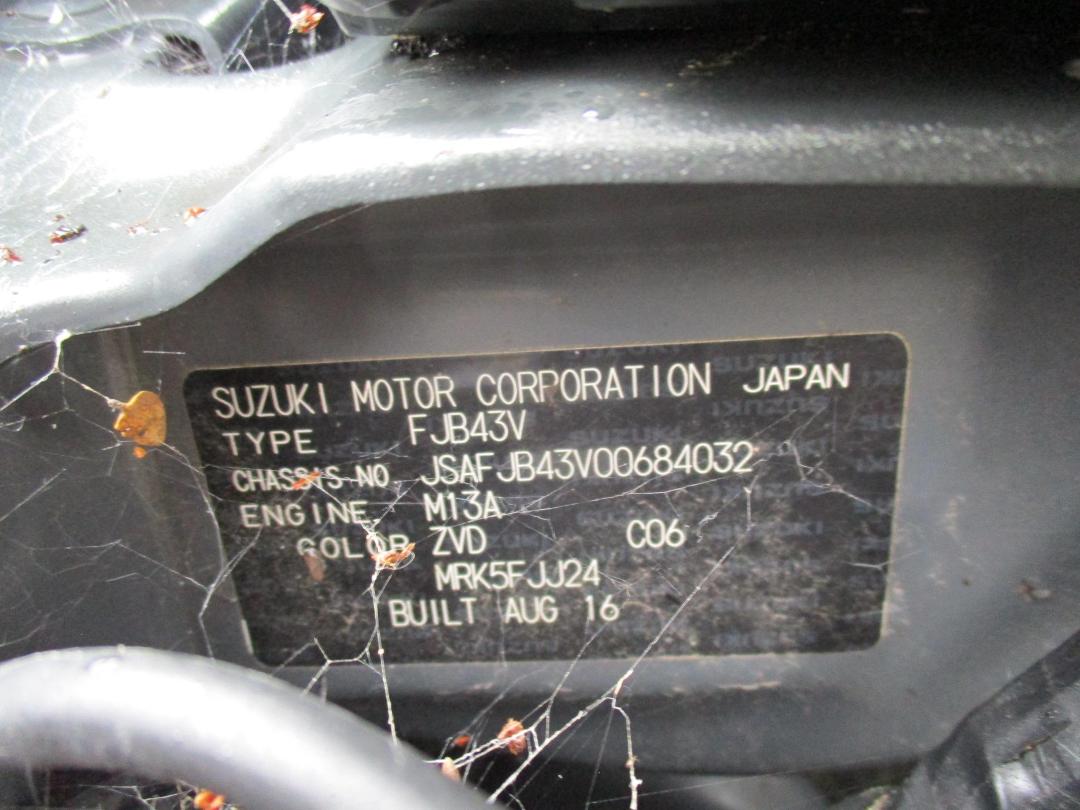 SUZUKI MOTOR CORPORATION JAPAN
TYPE FJB43V
CHASSIS NO. JSAFJB43V00684032
ENGINE. M13A
COLOR ZVD C06
MRK5FJJ24
BUILT AUG 16